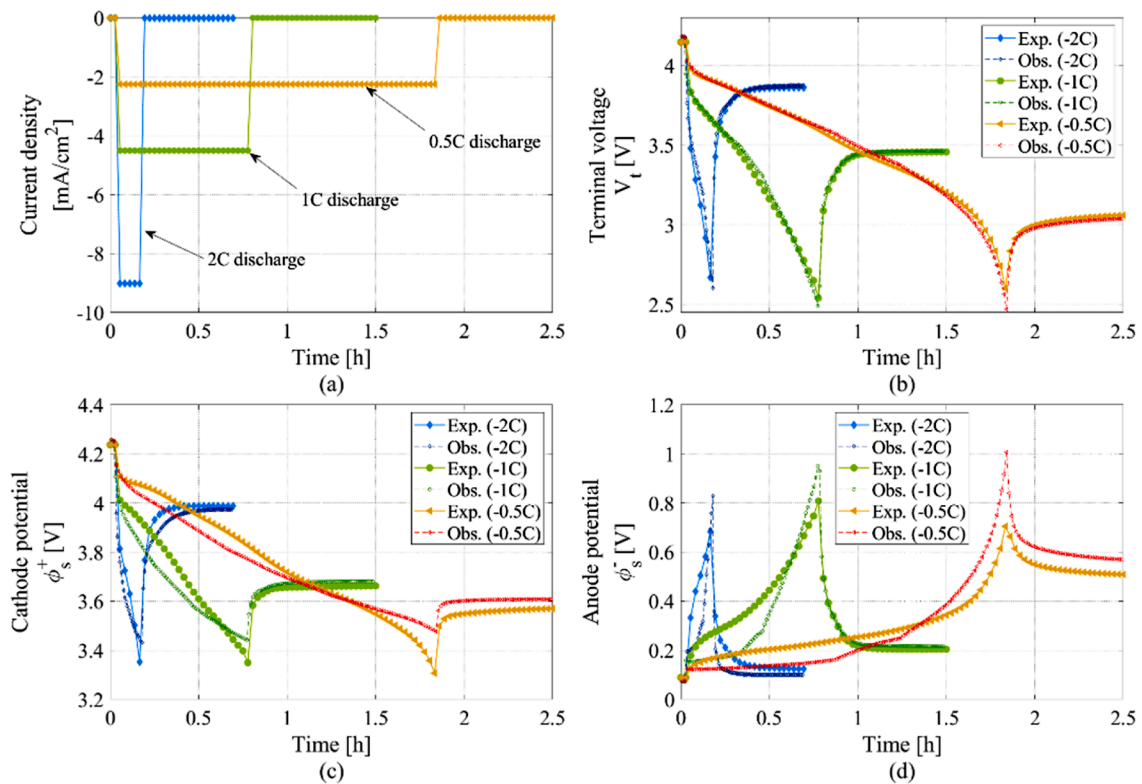 0
-2
-4
-6
-8
-10
0 0.5 1 1.5 2 2.5
Current density
[mA/cm²]
0.5C discharge
1C discharge
2C discharge
Time [h]
(a)
4
3.5
3
2.5
0 0.5 1 1.5 2 2.5
Terminal voltage
Vₜ [V]
Exp. (-2C)
Obs. (-2C)
Exp. (-1C)
Obs. (-1C)
Exp. (-0.5C)
Obs. (-0.5C)
Time [h]
(b)
4.4
4.2
4
3.8
3.6
3.4
3.2
0 0.5 1 1.5 2 2.5
Cathode potential
ϕₛ⁺ [V]
Exp. (-2C)
Obs. (-2C)
Exp. (-1C)
Obs. (-1C)
Exp. (-0.5C)
Obs. (-0.5C)
Time [h]
(c)
1.2
1
0.8
0.6
0.4
0.2
0
0 0.5 1 1.5 2 2.5
Anode potential
ϕₛ⁻ [V]
Exp. (-2C)
Obs. (-2C)
Exp. (-1C)
Obs. (-1C)
Exp. (-0.5C)
Obs. (-0.5C)
Time [h]
(d)